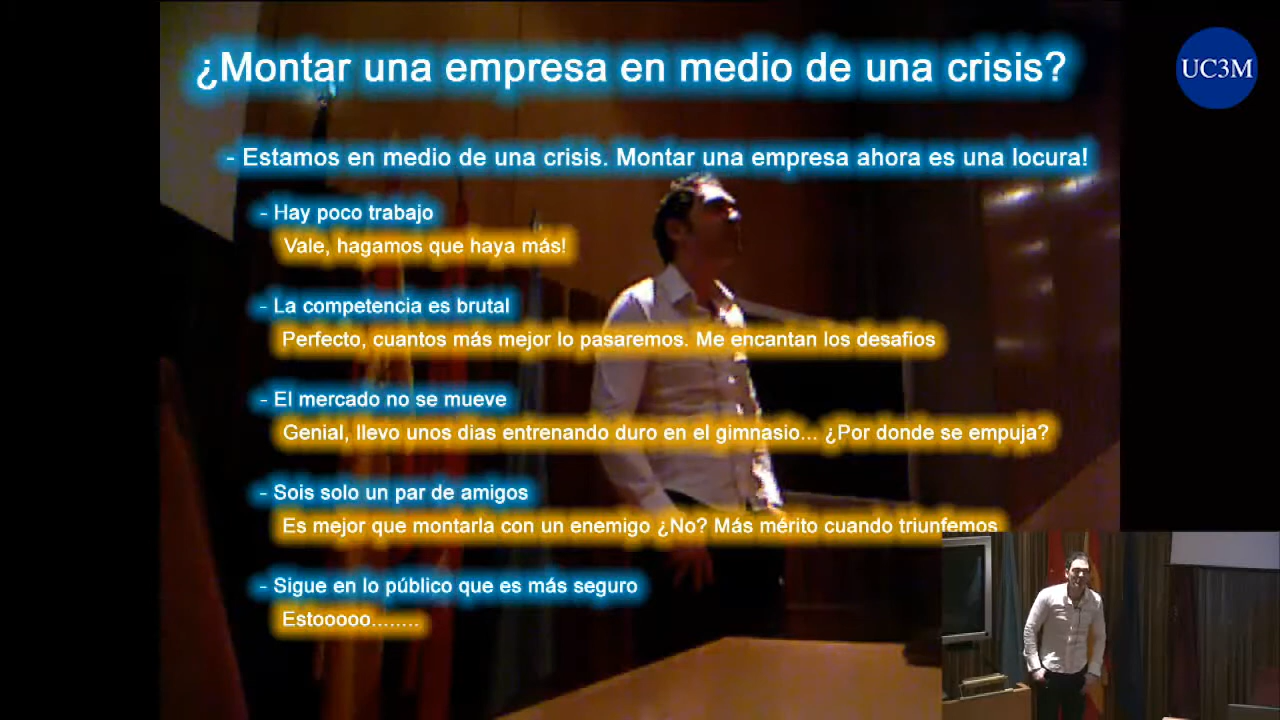 ¿Montar una empresa en medio de una crisis?
UC3M
- Estamos en medio de una crisis. Montar una empresa ahora es una locura!
- Hay poco trabajo
Vale, hagamos que haya más!
- La competencia es brutal
Perfecto, cuantos más mejor lo pasaremos. Me encantan los desafios
- El mercado no se mueve
Genial, llevo unos dias entrenando duro en el gimnasio... ¿Por donde se empuja?
- Sois solo un par de amigos
Es mejor que montarla con un enemigo ¿No? Más mérito cuando triunfemos
- Sigue en lo público que es más seguro
Estooooo........